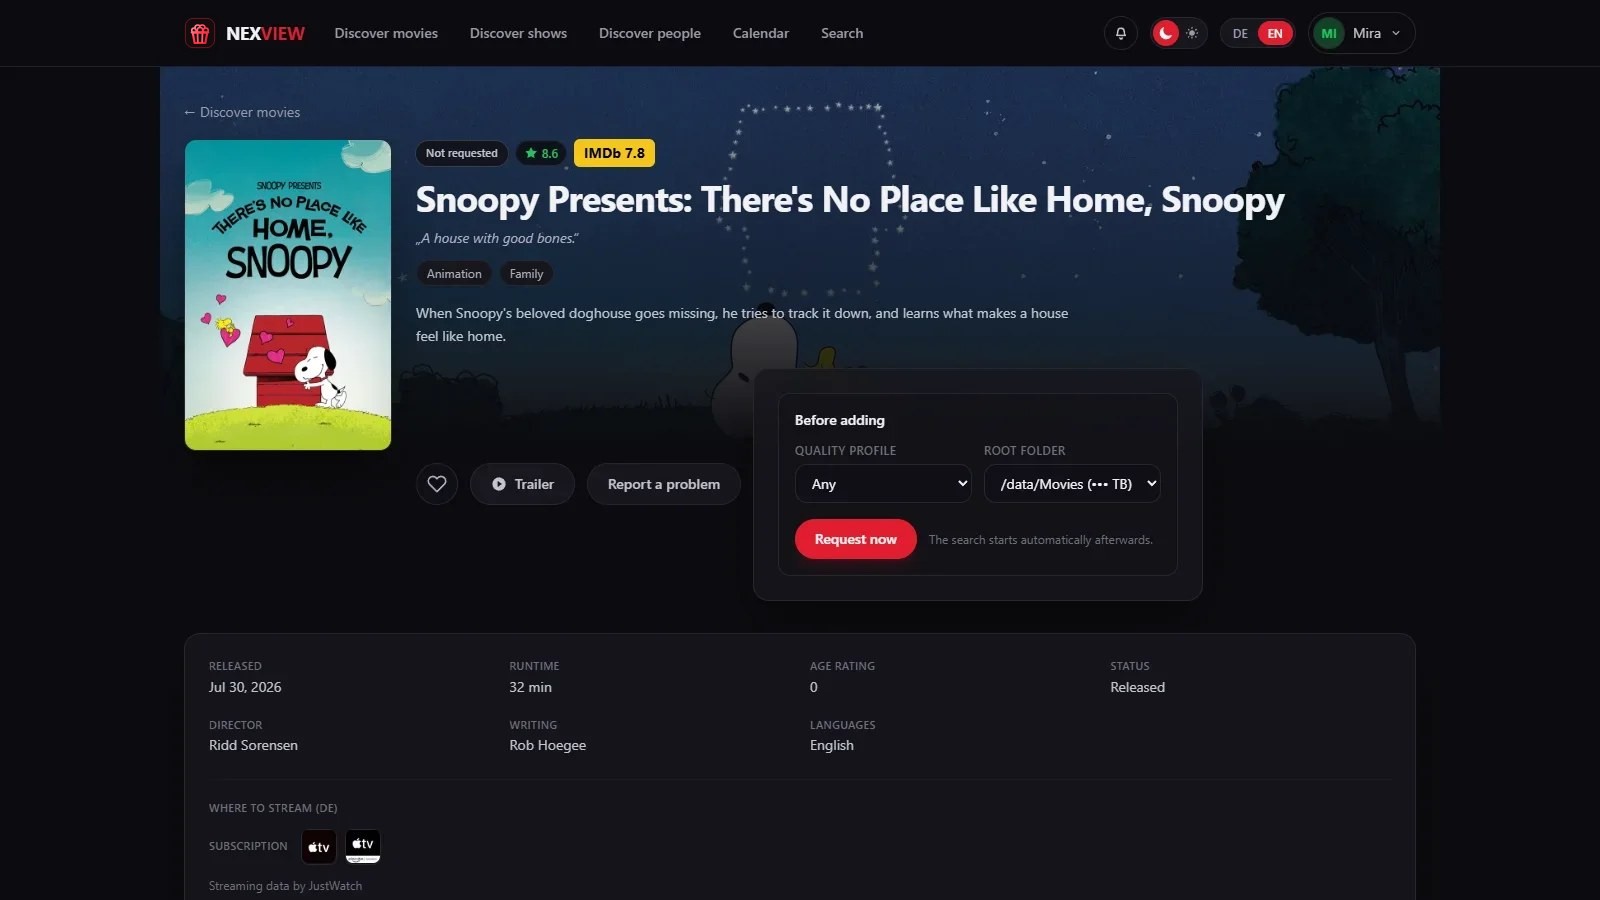 NEXVIEW
Discover movies
Discover shows
Discover people
Calendar
Search
DE
EN
MI
Mira
← Discover movies
SNOOPY PRESENTS
THERE'S NO PLACE LIKE
HOME,
SNOOPY
Not requested
★ 8.6
IMDb 7.8
Snoopy Presents: There's No Place Like Home, Snoopy
„A house with good bones.“
Animation
Family
When Snoopy's beloved doghouse goes missing, he tries to track it down, and learns what makes a house
feel like home.
Trailer
Report a problem
Before adding
QUALITY PROFILE
ROOT FOLDER
Any
/data/Movies (••• TB)
Request now
The search starts automatically afterwards.
RELEASED
RUNTIME
AGE RATING
STATUS
Jul 30, 2026
32 min
0
Released
DIRECTOR
WRITING
LANGUAGES
Ridd Sorensen
Rob Hoegee
English
WHERE TO STREAM (DE)
SUBSCRIPTION
tv
tv
Streaming data by JustWatch